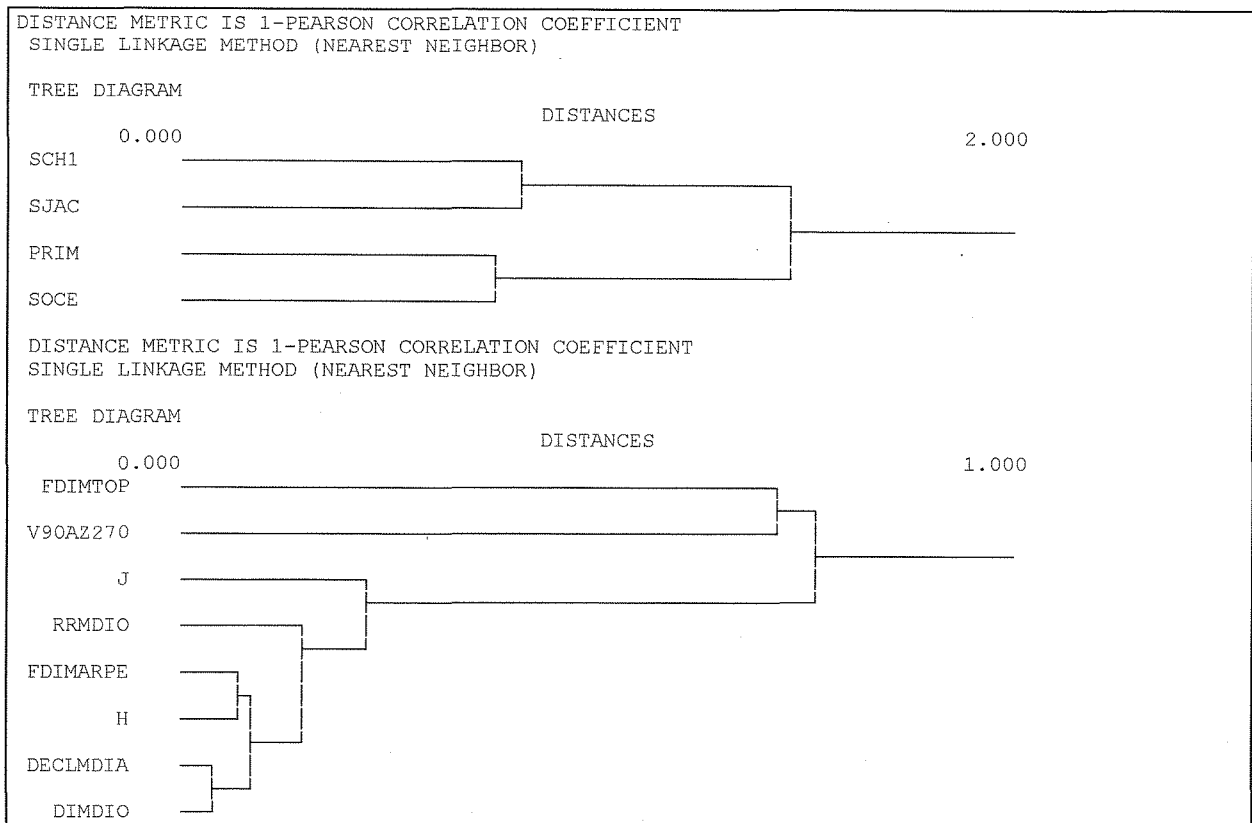 DISTANCE METRIC IS 1-PEARSON CORRELATION COEFFICIENT
SINGLE LINKAGE METHOD (NEAREST NEIGHBOR)
TREE DIAGRAM
DISTANCES
0.000 2.000
SCH1
SJAC
PRIM
SOCE
DISTANCE METRIC IS 1-PEARSON CORRELATION COEFFICIENT
SINGLE LINKAGE METHOD (NEAREST NEIGHBOR)
TREE DIAGRAM
DISTANCES
0.000 1.000
FDIMTOP
V90AZ270
J
RRMDIO
FDIMARPE
H
DECLMDIA
DIMDIO